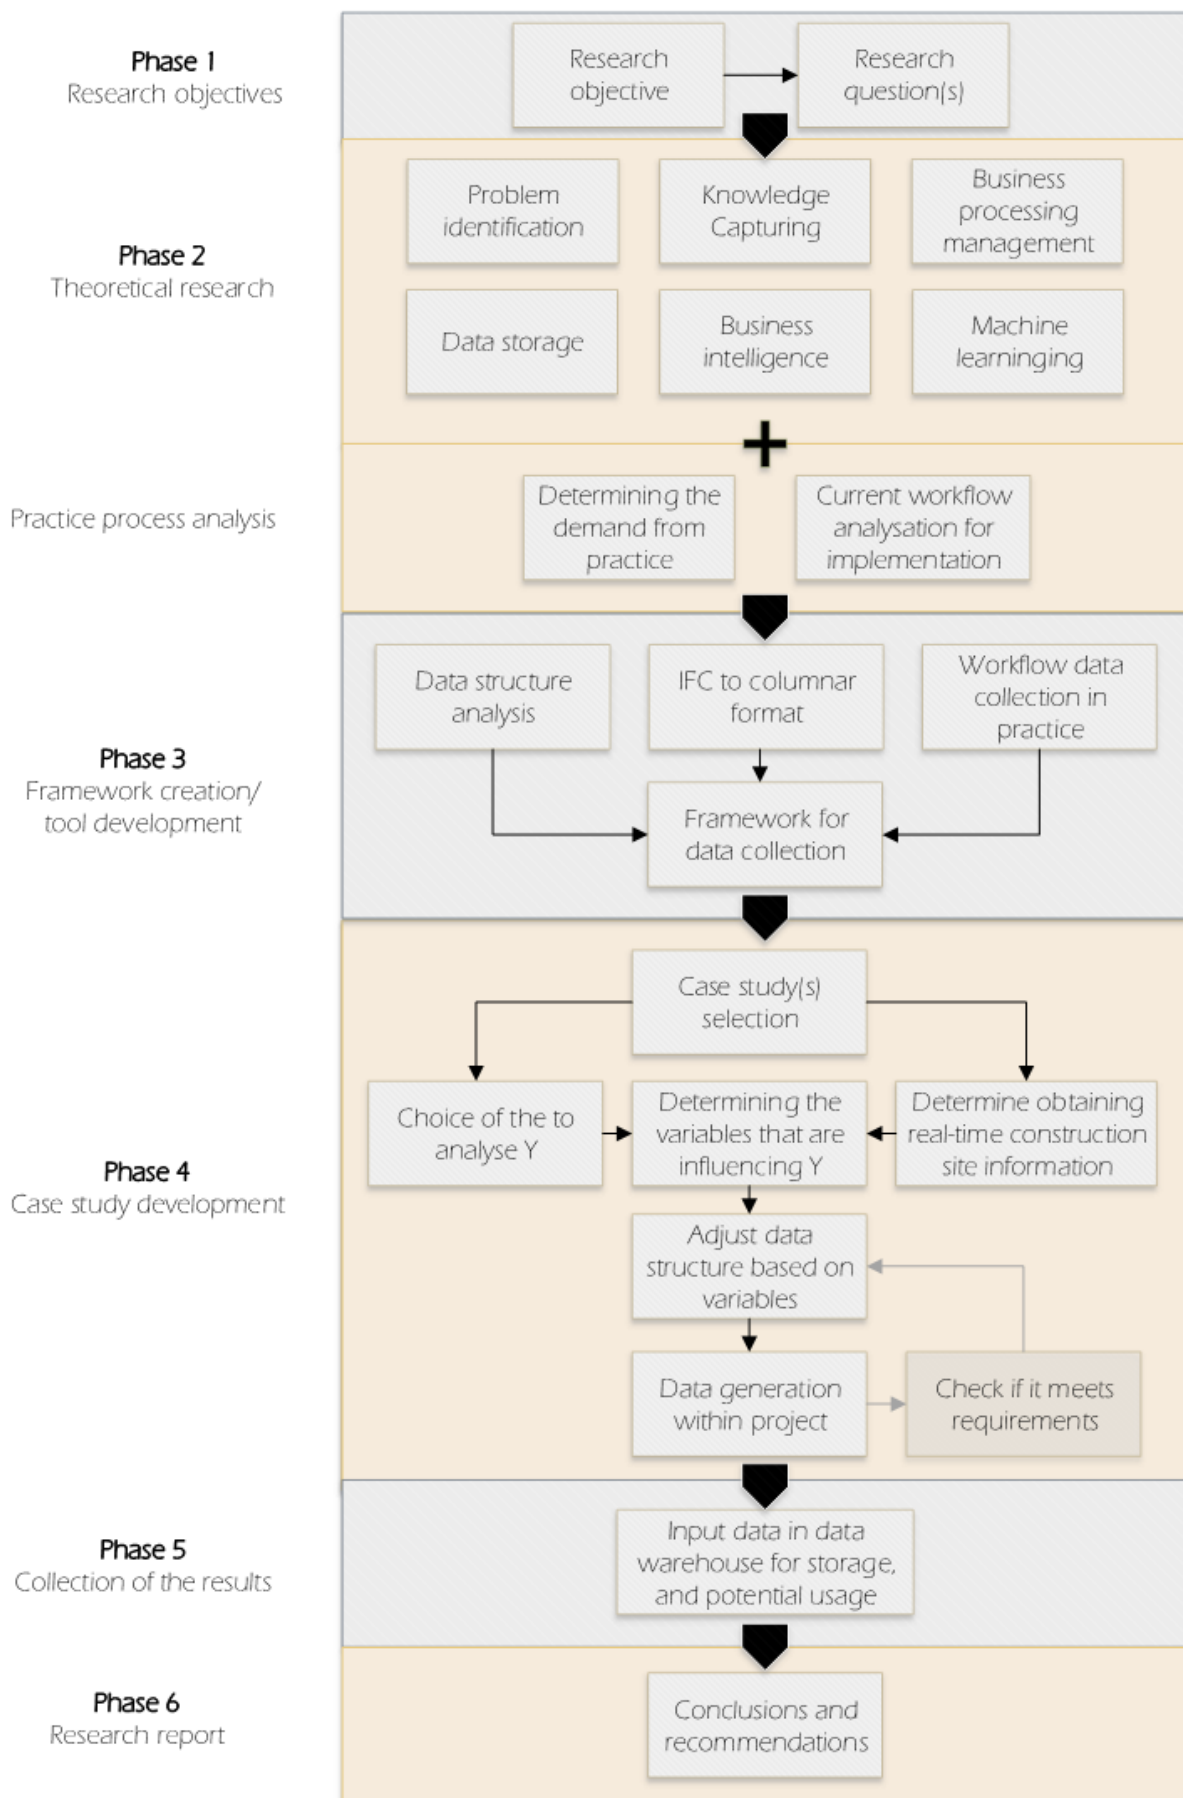 Phase 1
Research objectives
Research
objective
Research
question(s)
Phase 2
Theoretical research
Problem
identification
Knowledge
Capturing
Business
processing
management
Data storage
Business
intelligence
Machine
learninging
Practice process analysis
Determining the
demand from
practice
Current workflow
analysation for
implementation
Phase 3
Framework creation/
tool development
Data structure
analysis
IFC to columnar
format
Workflow data
collection in
practice
Framework for
data collection
Phase 4
Case study development
Case study(s)
selection
Choice of the to
analyse Y
Determining the
variables that are
influencing Y
Determine obtaining
real-time construction
site information
Adjust data
structure based on
variables
Data generation
within project
Check if it meets
requirements
Phase 5
Collection of the results
Input data in data
warehouse for storage,
and potential usage
Phase 6
Research report
Conclusions and
recommendations